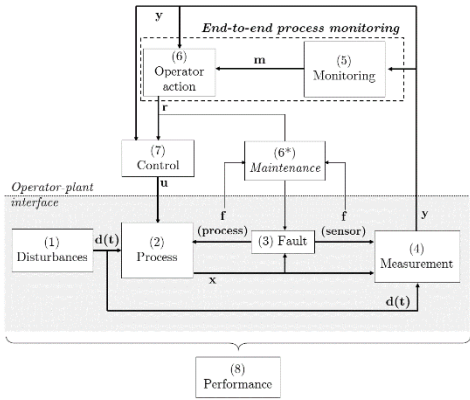 y
End-to-end process monitoring
(6)
Operator
action
m
(5)
Monitoring
r
(7)
Control
(6*)
Maintenance
u
Operator-plant
interface
f
f
y
(1)
Disturbances
d(t)
(2)
Process
(process)
(3) Fault
(sensor)
(4)
Measurement
x
d(t)
(8)
Performance